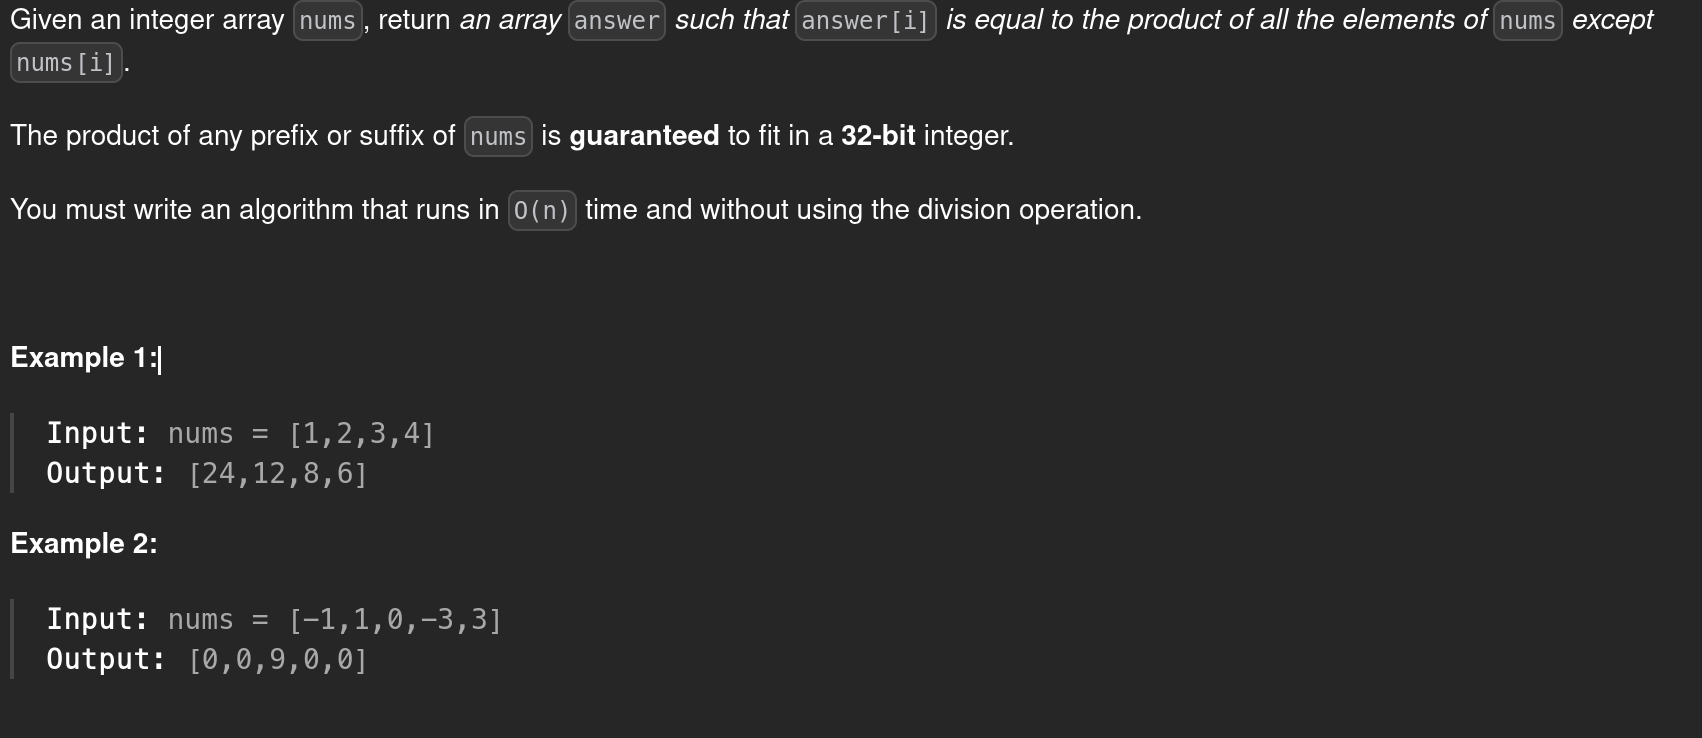 Given an integer array nums, return an array answer such that answer[i] is equal to the product of all the elements of nums except
nums[i].
The product of any prefix or suffix of nums is guaranteed to fit in a 32-bit integer.
You must write an algorithm that runs in O(n) time and without using the division operation.
Example 1:
Input: nums = [1,2,3,4]
Output: [24,12,8,6]
Example 2:
Input: nums = [-1,1,0,-3,3]
Output: [0,0,9,0,0]